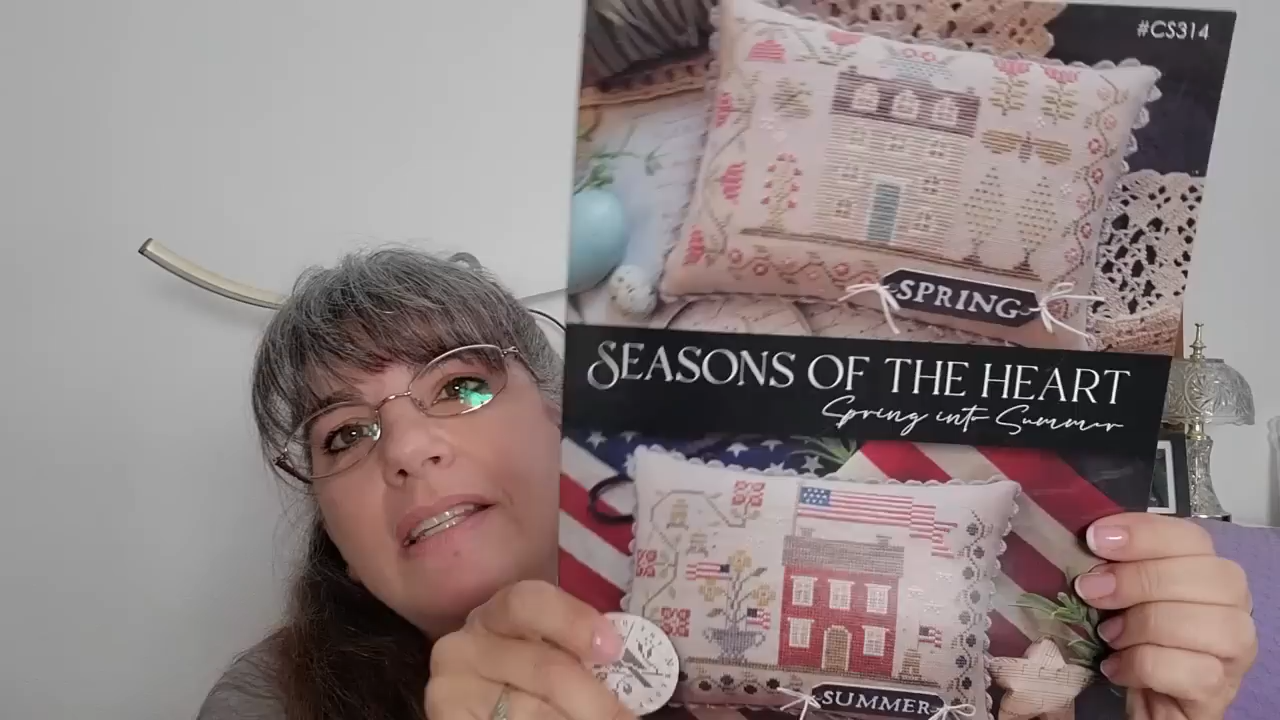 #CS314
SPRING
SEASONS OF THE HEART
Spring into Summer
SUMMER